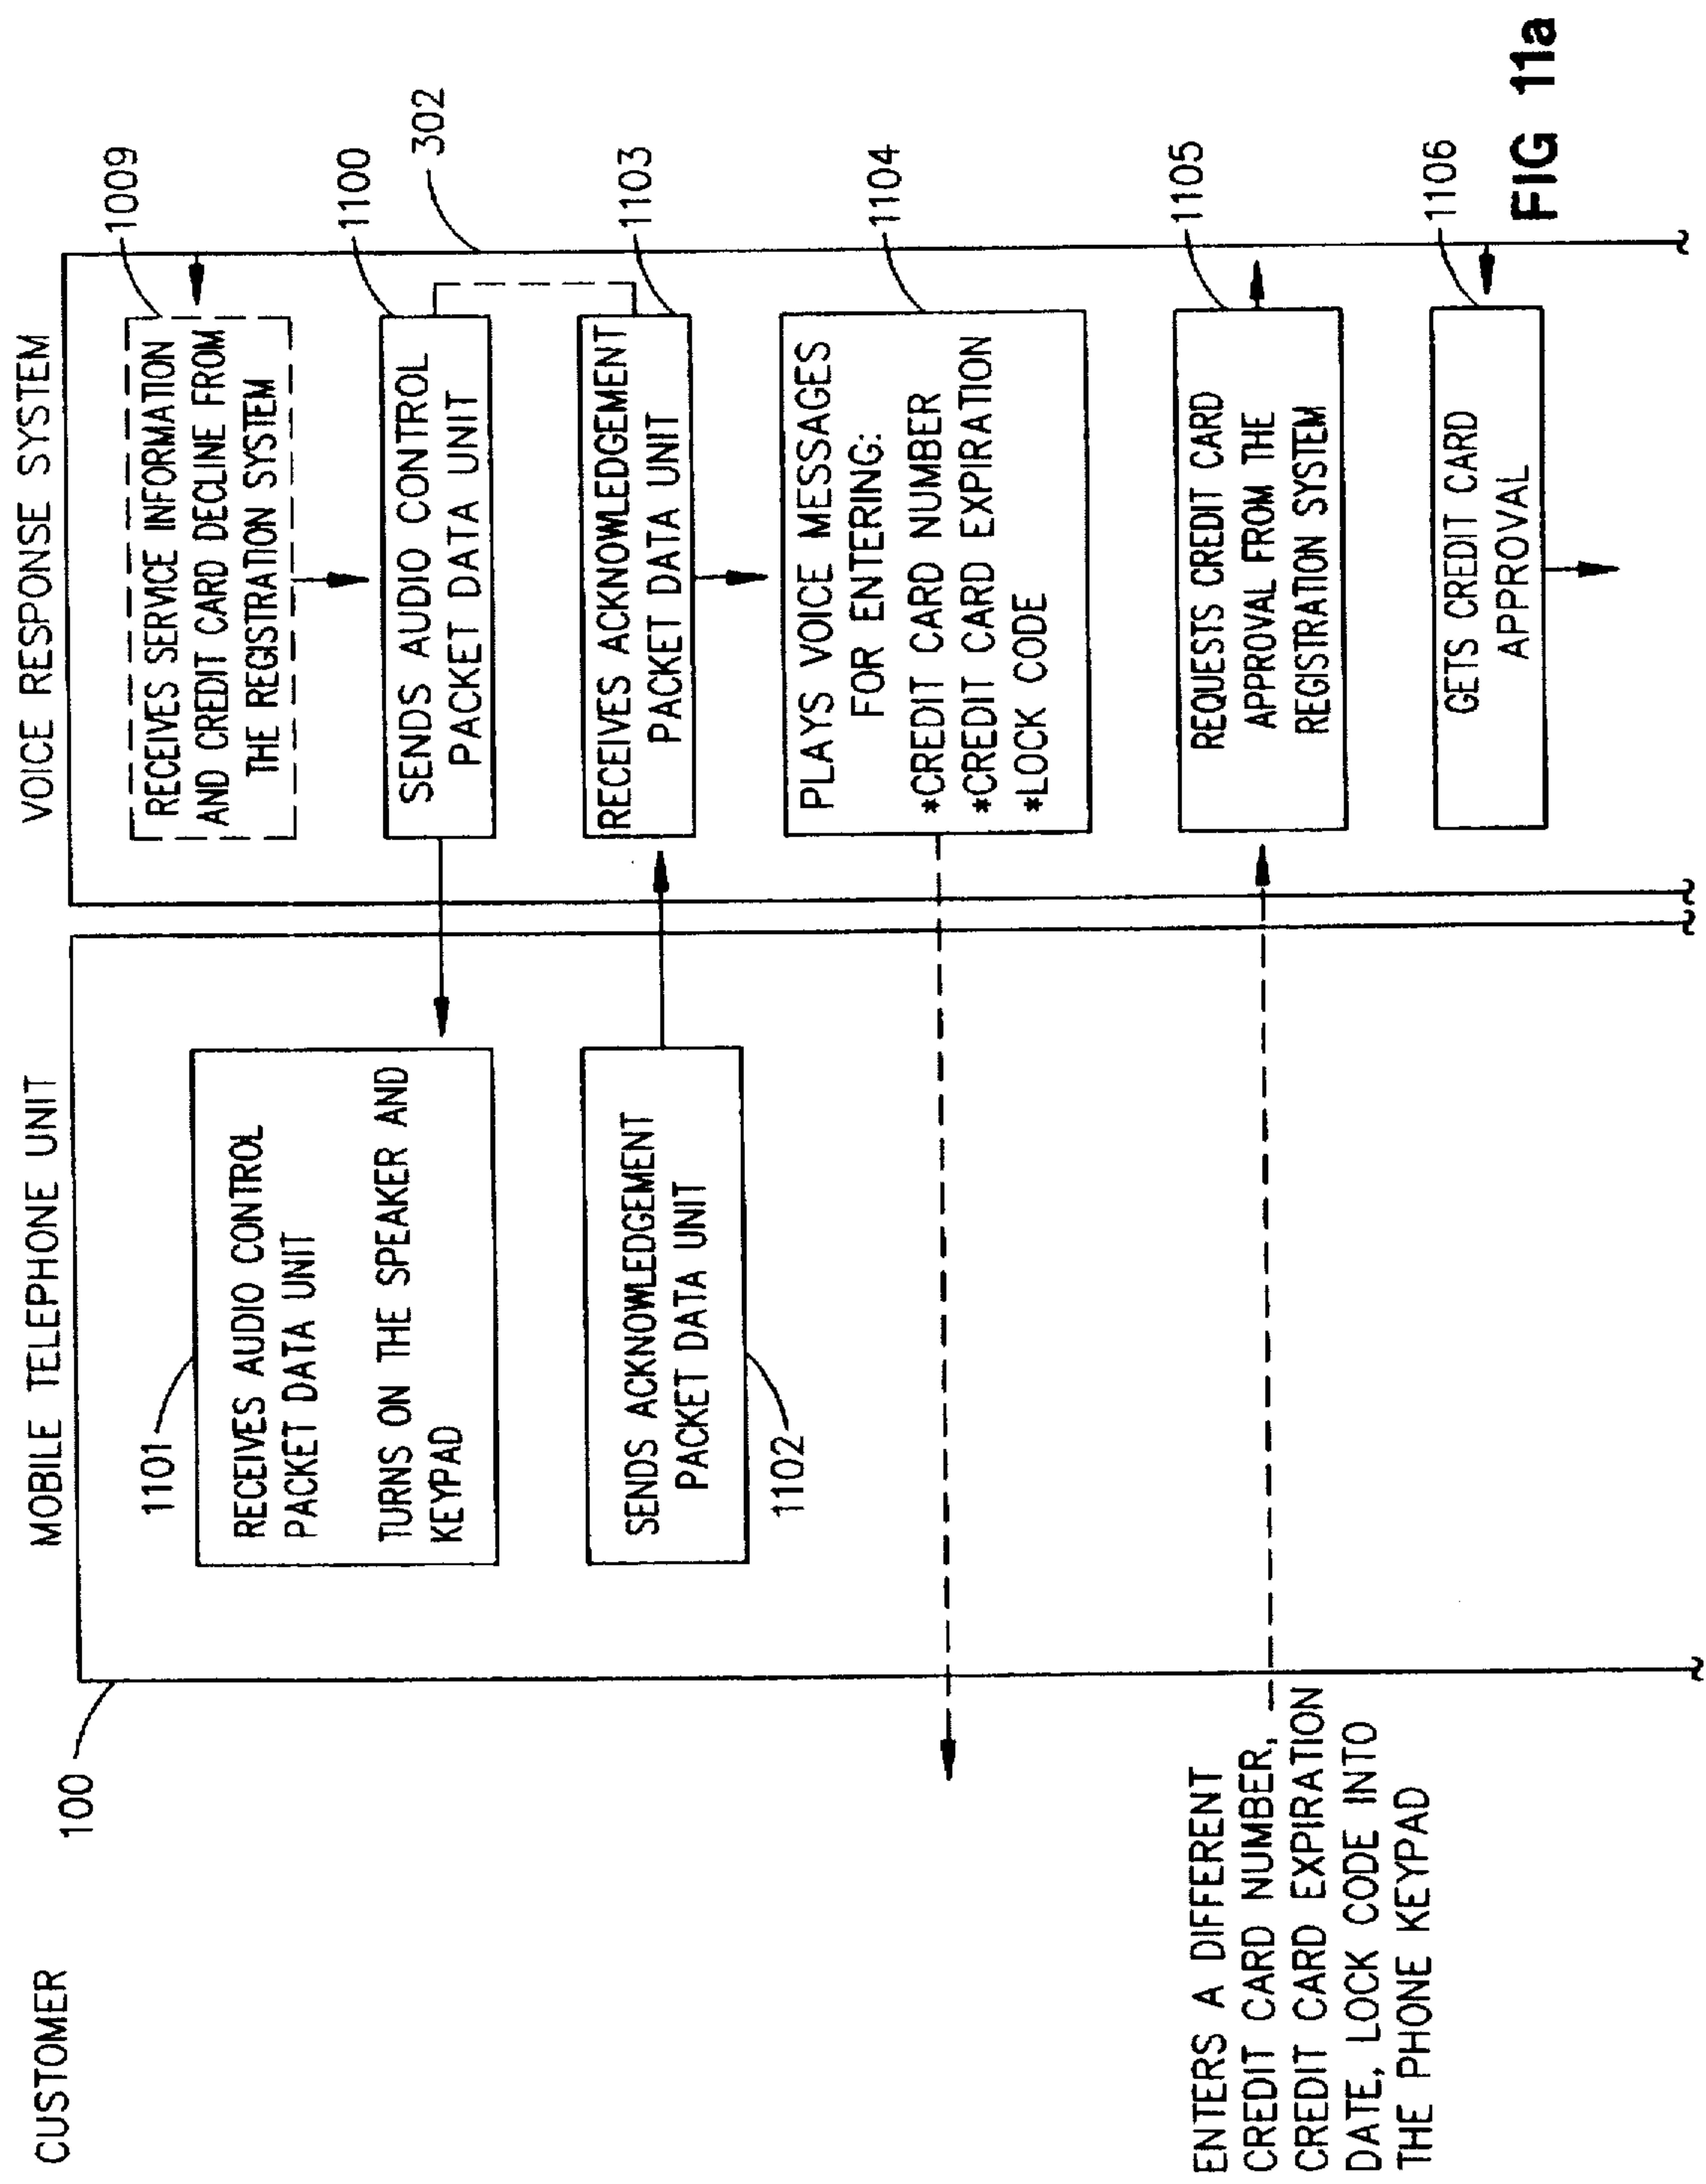 CUSTOMER
MOBILE TELEPHONE UNIT
VOICE RESPONSE SYSTEM
100
1101
RECEIVES AUDIO CONTROL
PACKET DATA UNIT
TURNS ON THE SPEAKER AND
KEYPAD
RECEIVES SERVICE INFORMATION
AND CREDIT CARD DECLINE FROM
THE REGISTRATION SYSTEM
1009
SENDS AUDIO CONTROL
PACKET DATA UNIT
1100
302
SENDS ACKNOWLEDGEMENT
PACKET DATA UNIT
1102
RECEIVES ACKNOWLEDGEMENT
PACKET DATA UNIT
1103
PLAYS VOICE MESSAGES
FOR ENTERING:
*CREDIT CARD NUMBER
*CREDIT CARD EXPIRATION
*LOCK CODE
1104
ENTERS A DIFFERENT
CREDIT CARD NUMBER,
CREDIT CARD EXPIRATION
DATE, LOCK CODE INTO
THE PHONE KEYPAD
REQUESTS CREDIT CARD
APPROVAL FROM THE
REGISTRATION SYSTEM
1105
GETS CREDIT CARD
APPROVAL
1106
FIG 11a